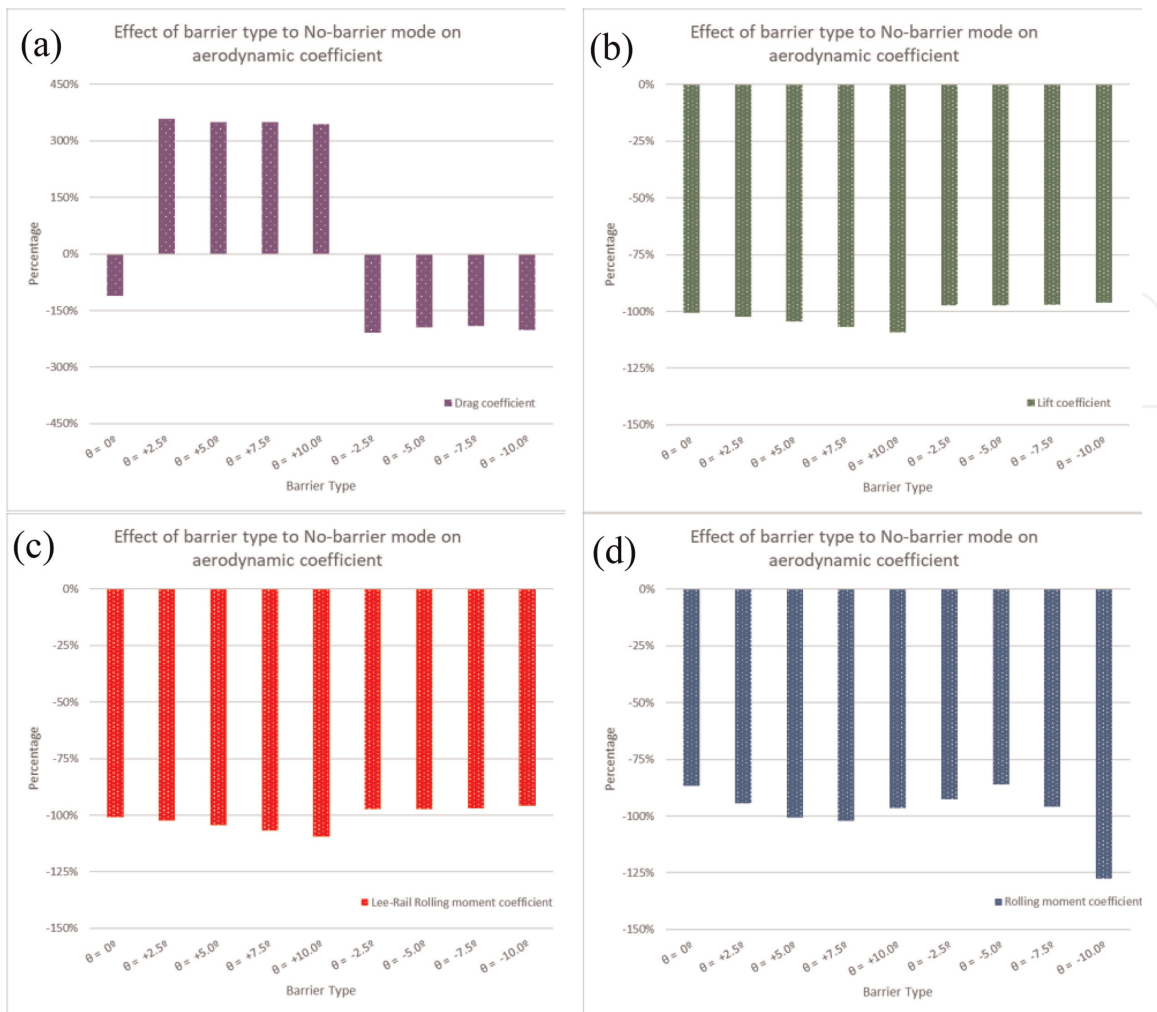 (a)
Effect of barrier type to No-barrier mode on
aerodynamic coefficient
450%
300%
150%
0%
-150%
-300%
-450%
Percentage
Drag coefficient
θ = 0º
θ = +2.5º
θ = +5.0º
θ = +7.5º
θ = +10.0º
θ = -2.5º
θ = -5.0º
θ = -7.5º
θ = -10.0º
Barrier Type
(b)
Effect of barrier type to No-barrier mode on
aerodynamic coefficient
0%
-25%
-50%
-75%
-100%
-125%
-150%
Percentage
Lift coefficient
θ = 0º
θ = +2.5º
θ = +5.0º
θ = +7.5º
θ = +10.0º
θ = -2.5º
θ = -5.0º
θ = -7.5º
θ = -10.0º
Barrier Type
(c)
Effect of barrier type to No-barrier mode on
aerodynamic coefficient
0%
-25%
-50%
-75%
-100%
-125%
-150%
Percentage
Lee-Rail Rolling moment coefficient
θ = 0º
θ = +2.5º
θ = +5.0º
θ = +7.5º
θ = +10.0º
θ = -2.5º
θ = -5.0º
θ = -7.5º
θ = -10.0º
Barrier Type
(d)
Effect of barrier type to No-barrier mode on
aerodynamic coefficient
0%
-25%
-50%
-75%
-100%
-125%
-150%
Percentage
Rolling moment coefficient
θ = 0º
θ = +2.5º
θ = +5.0º
θ = +7.5º
θ = +10.0º
θ = -2.5º
θ = -5.0º
θ = -7.5º
θ = -10.0º
Barrier Type